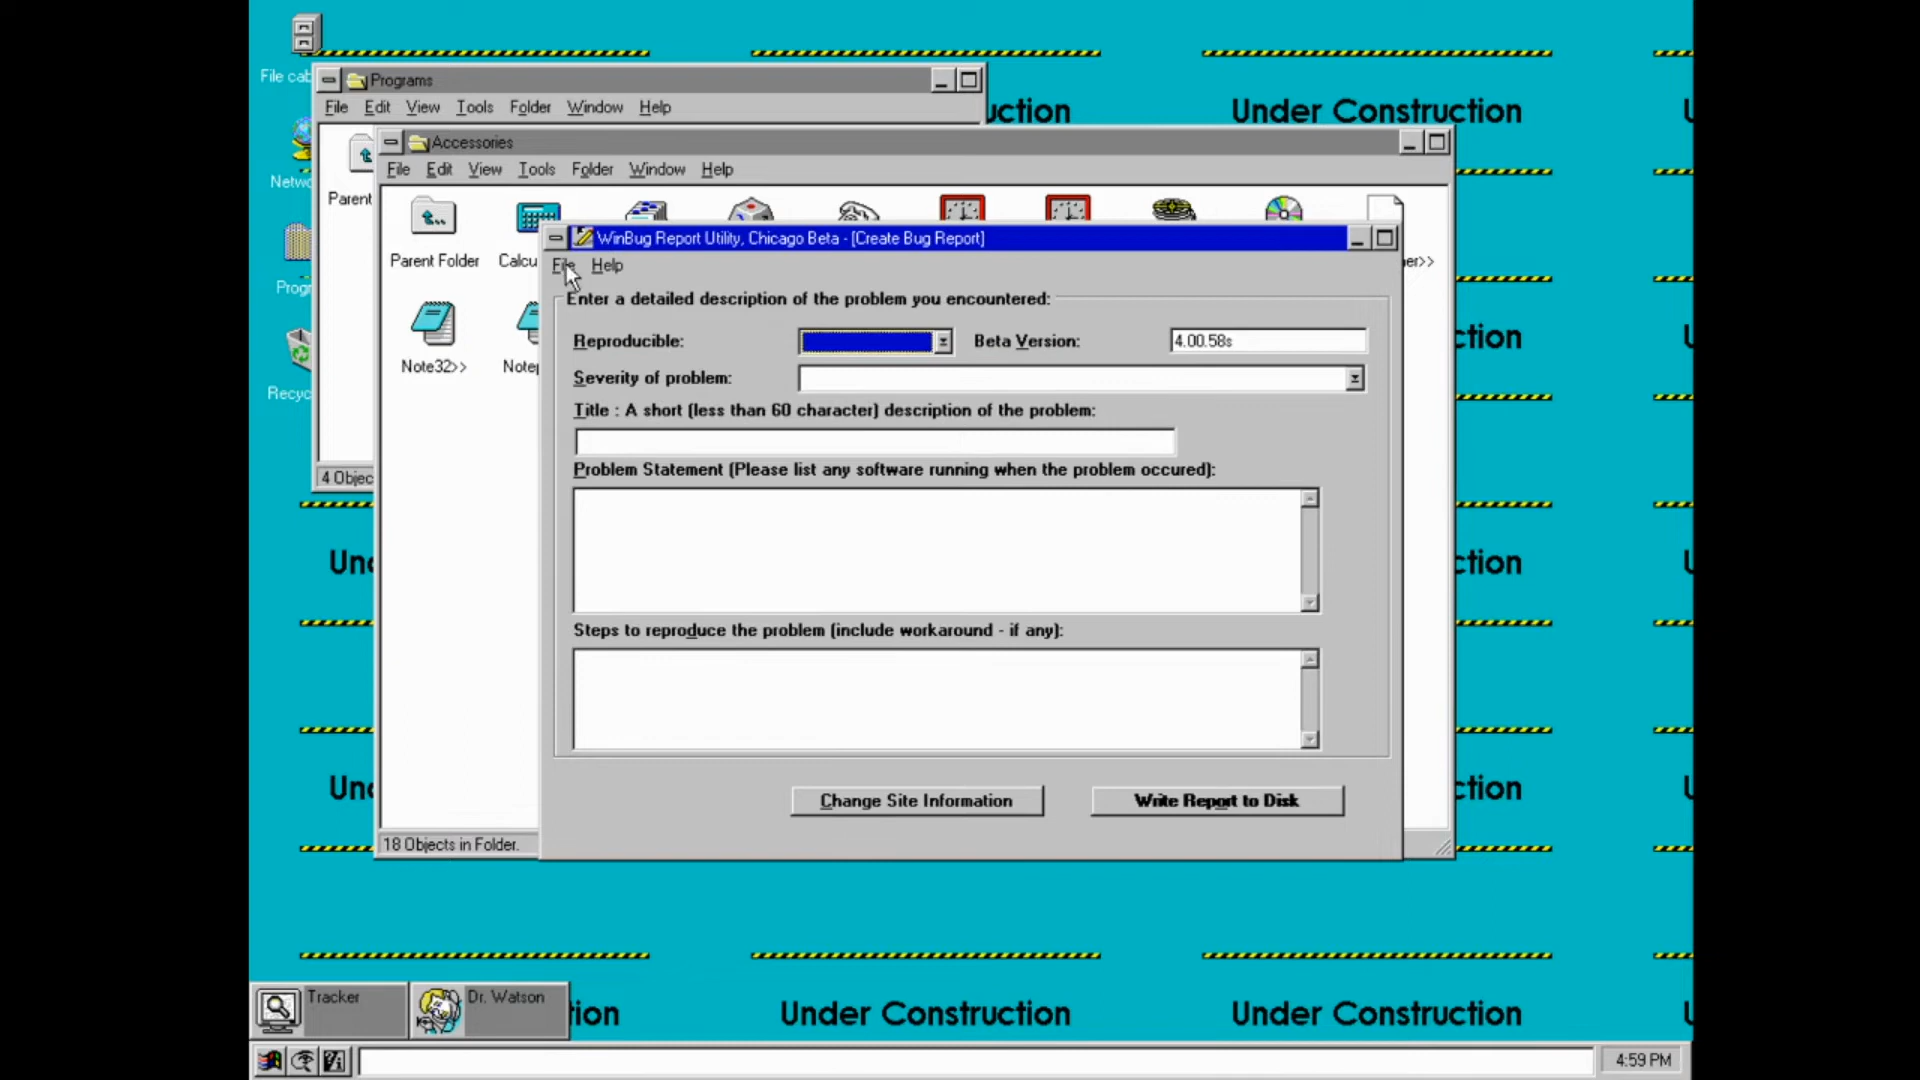 File cab
uction
Under Construction
U
Programs
File Edit View Tools Folder Window Help
Accessories
File Edit View Tools Folder Window Help
Netwo
Parent
Parent Folder
Calcu
er>>
WinBug Report Utility, Chicago Beta - [Create Bug Report]
File Help
Enter a detailed description of the problem you encountered:
Progr
Reproducible:
Beta Version:
4.00.58s
ction
U
Note32>>
Notep
Severity of problem:
Recyc
Title : A short (less than 60 character) description of the problem:
Problem Statement (Please list any software running when the problem occured):
4 Objec
Und
ction
U
Steps to reproduce the problem (include workaround - if any):
Und
ction
U
Change Site Information
Write Report to Disk
18 Objects in Folder.
Tracker
Dr. Watson
tion
Under Construction
Under Construction
U
4:59 PM